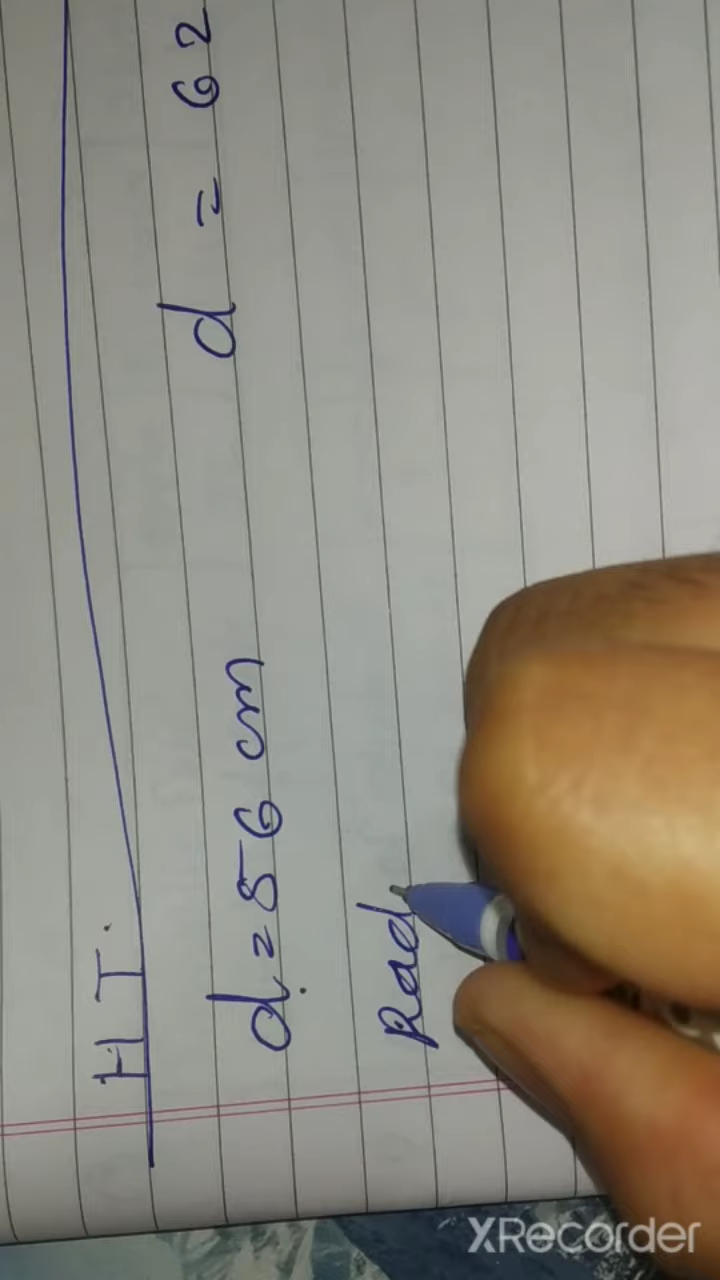 H T.
d = 56 cm d = 62
Rad
XRecorder